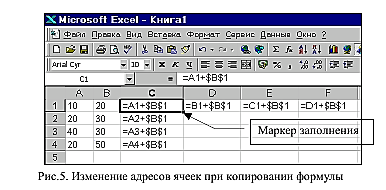 Microsoft Excel - Книга1
Файл Правка Вид Вставка Формат Сервис Данные Окно ?
Arial Cyr 10 Ж К Ч
C1 =A1+$B$1
A B C D E F
1 10 20 =A1+$B$1 =B1+$B$1 =C1+$B$1 =D1+$B$1
2 20 30 =A2+$B$1
3 40 30 =A3+$B$1
4 20 50 =A4+$B$1
5
Маркер заполнения
Рис.5. Изменение адресов ячеек при копировании формулы